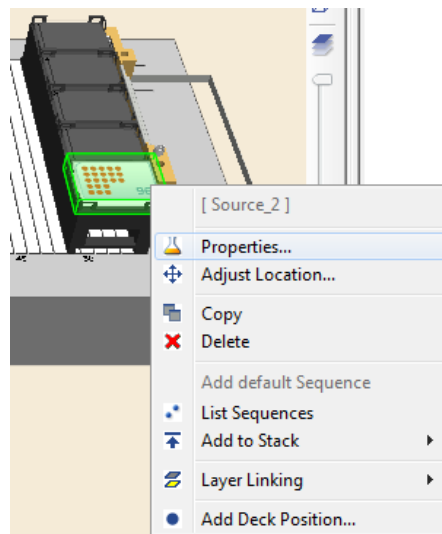 [ Source_2 ]
Properties...
Adjust Location...
Copy
Delete
Add default Sequence
List Sequences
Add to Stack
Layer Linking
Add Deck Position...